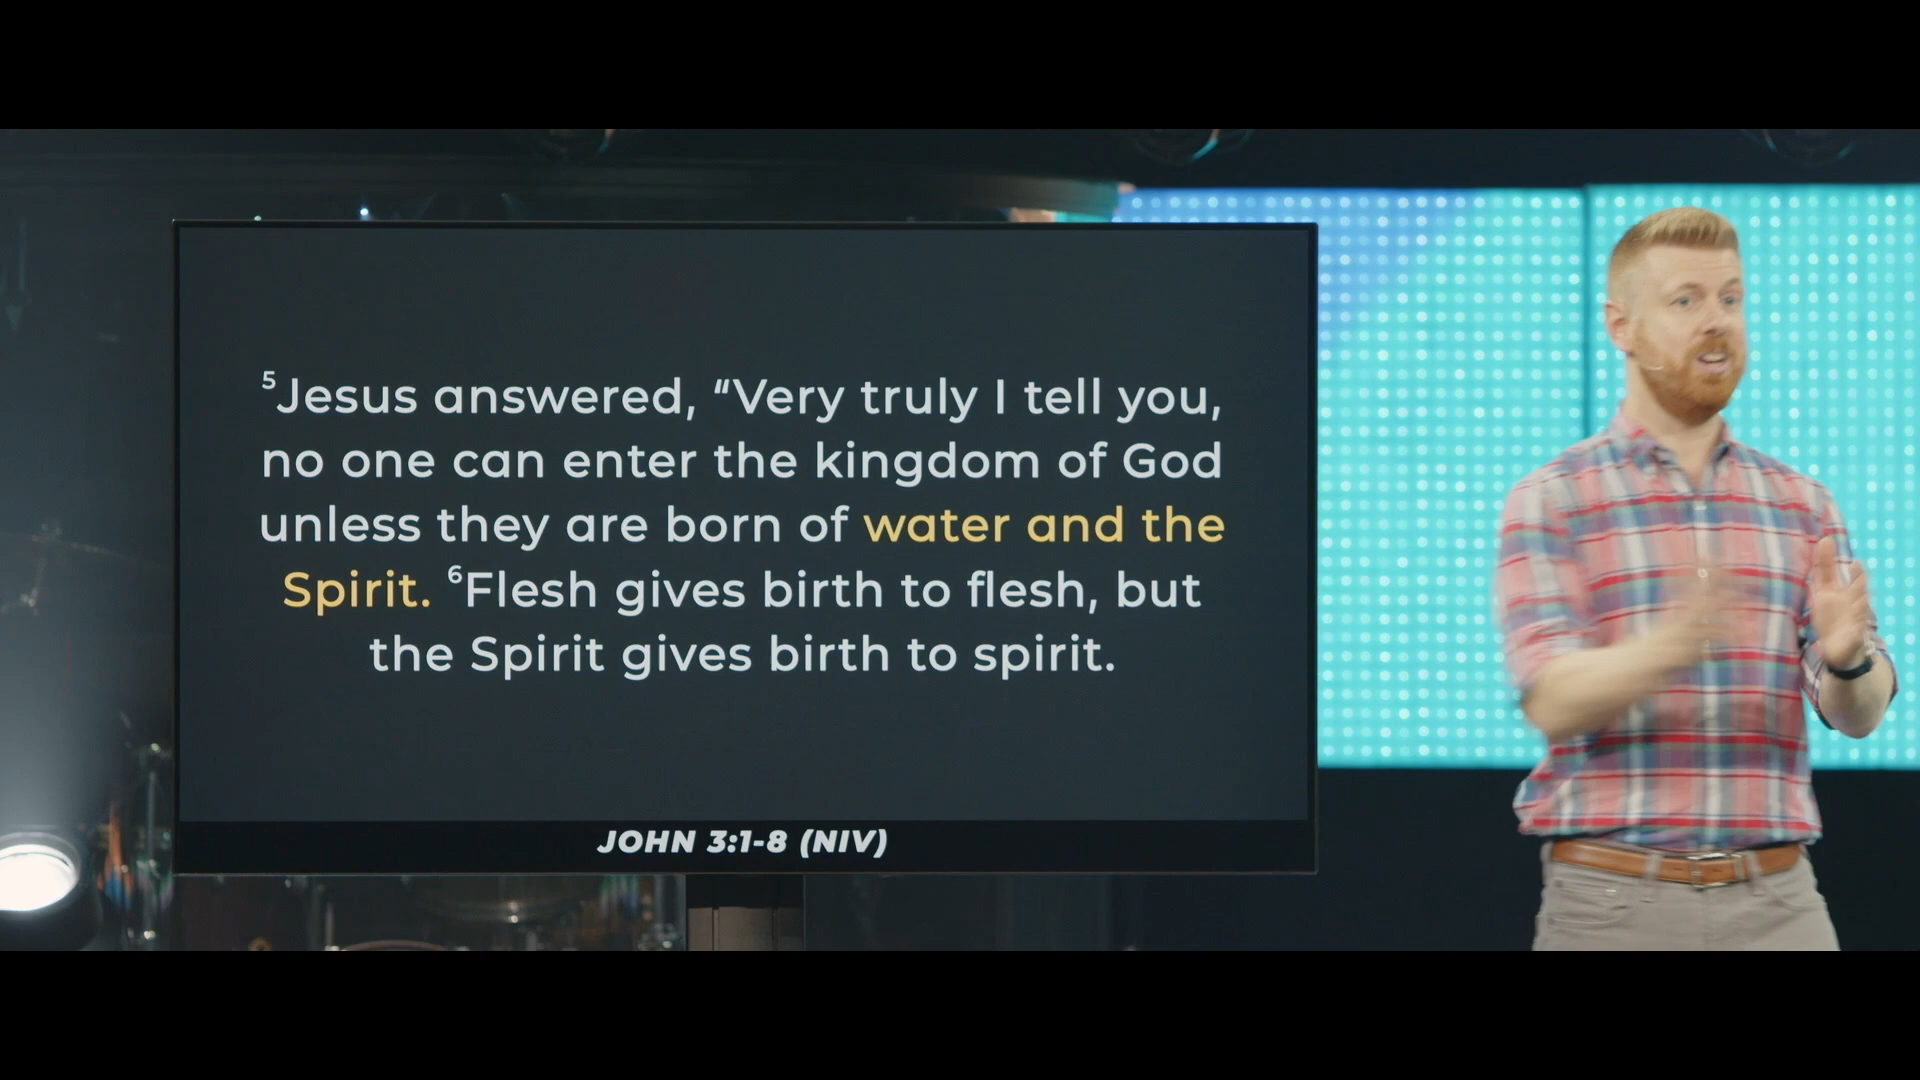 ⁵Jesus answered, “Very truly I tell you,
no one can enter the kingdom of God
unless they are born of water and the
Spirit. ⁶Flesh gives birth to flesh, but
the Spirit gives birth to spirit.
JOHN 3:1-8 (NIV)